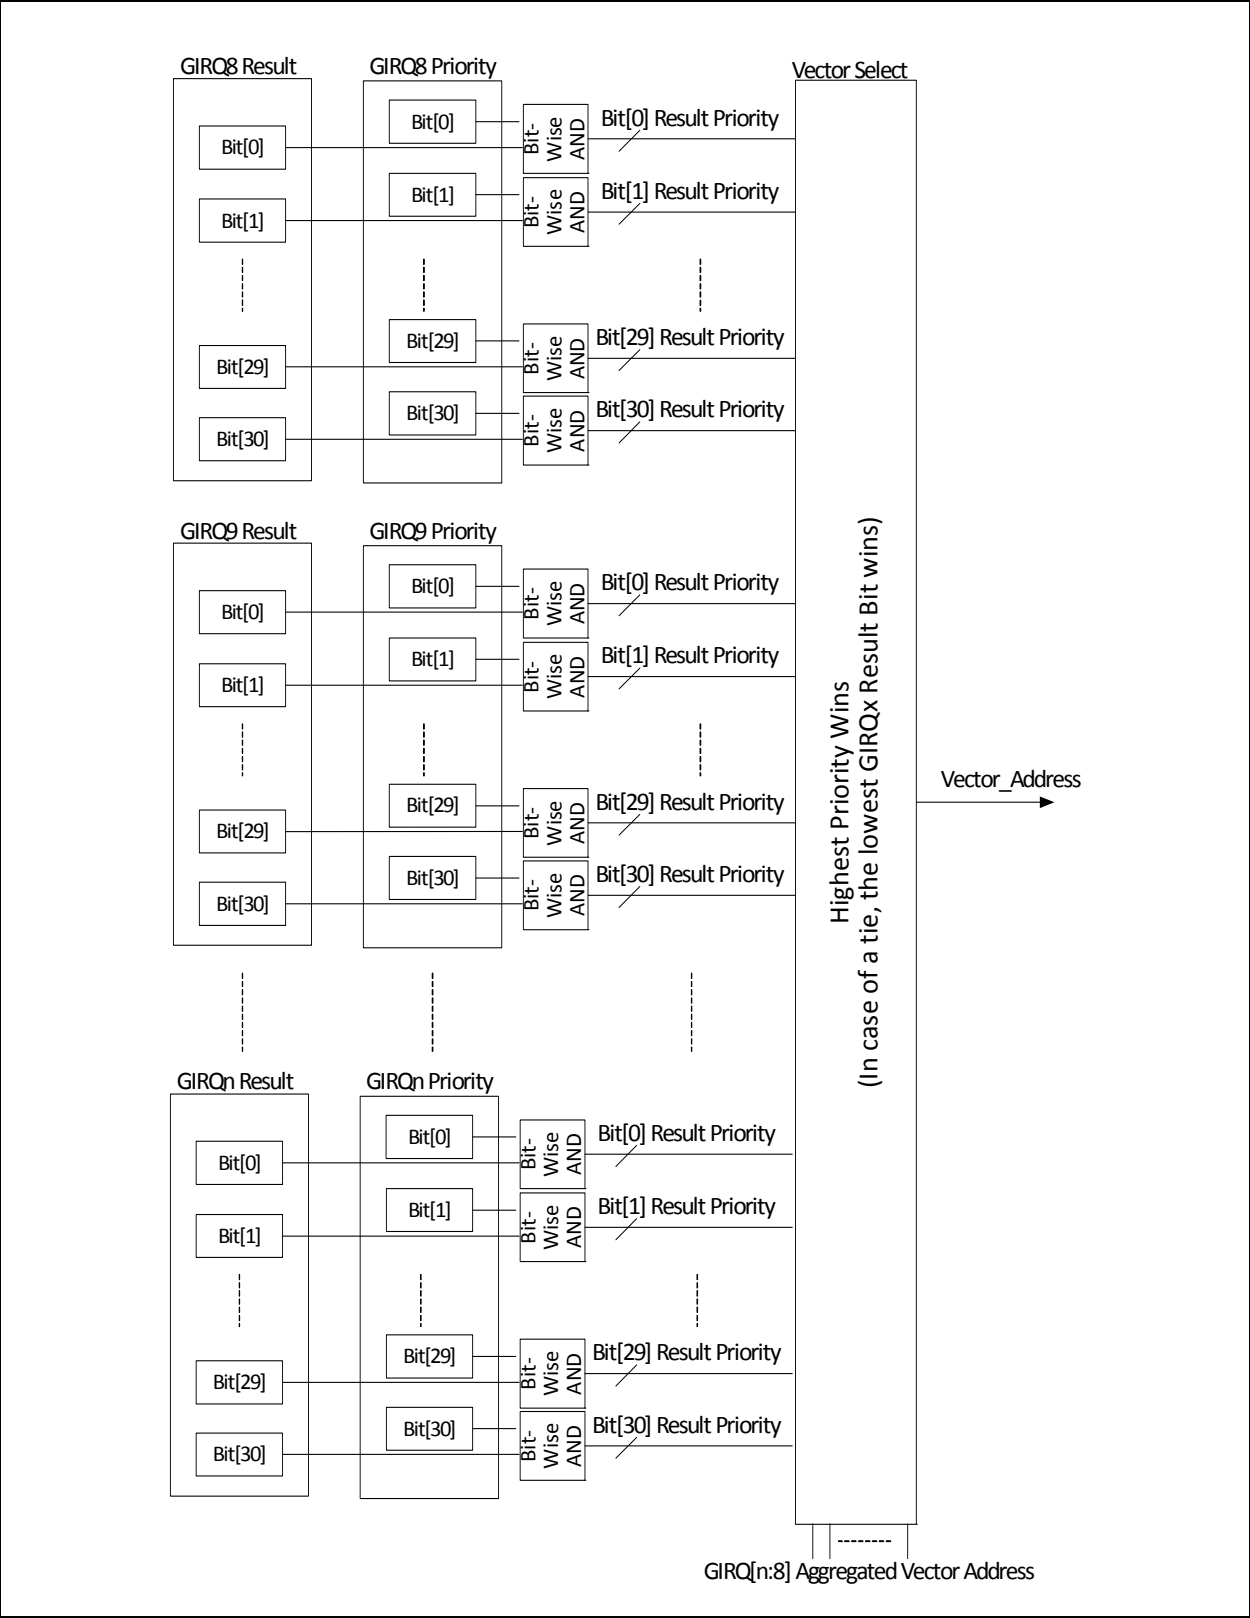 GIRQ8 Result
GIRQ8 Priority
Vector Select
Bit[0]
Bit[0]
Bit-
Wise
AND
Bit[0] Result Priority
Bit[1]
Bit[1]
Bit-
Wise
AND
Bit[1] Result Priority
Bit[29]
Bit[29]
Bit-
Wise
AND
Bit[29] Result Priority
Bit[30]
Bit[30]
Bit-
Wise
AND
Bit[30] Result Priority
GIRQ9 Result
GIRQ9 Priority
Bit[0]
Bit[0]
Bit-
Wise
AND
Bit[0] Result Priority
Bit[1]
Bit[1]
Bit-
Wise
AND
Bit[1] Result Priority
Bit[29]
Bit[29]
Bit-
Wise
AND
Bit[29] Result Priority
Bit[30]
Bit[30]
Bit-
Wise
AND
Bit[30] Result Priority
Highest Priority Wins
(In case of a tie, the lowest GIRQx Result Bit wins)
Vector_Address
GIRQn Result
GIRQn Priority
Bit[0]
Bit[0]
Bit-
Wise
AND
Bit[0] Result Priority
Bit[1]
Bit[1]
Bit-
Wise
AND
Bit[1] Result Priority
Bit[29]
Bit[29]
Bit-
Wise
AND
Bit[29] Result Priority
Bit[30]
Bit[30]
Bit-
Wise
AND
Bit[30] Result Priority
GIRQ[n:8] Aggregated Vector Address